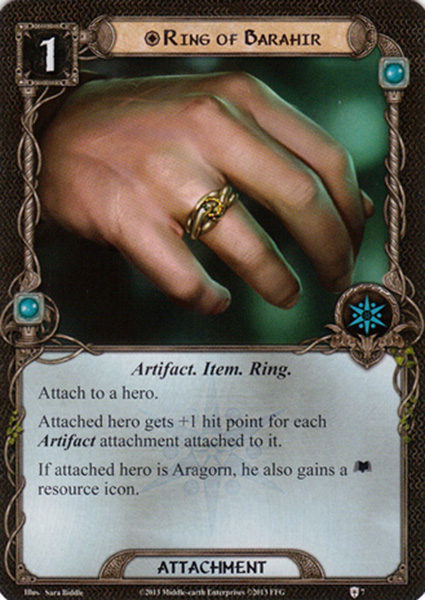 1
Ring of Barahir
Artifact. Item. Ring.
Attach to a hero.
Attached hero gets +1 hit point for each
Artifact attachment attached to it.
If attached hero is Aragorn, he also gains a
resource icon.
Attachment
Illus. Sara Biddle ©2013 Middle-earth Enterprises ©2013 FFG 7